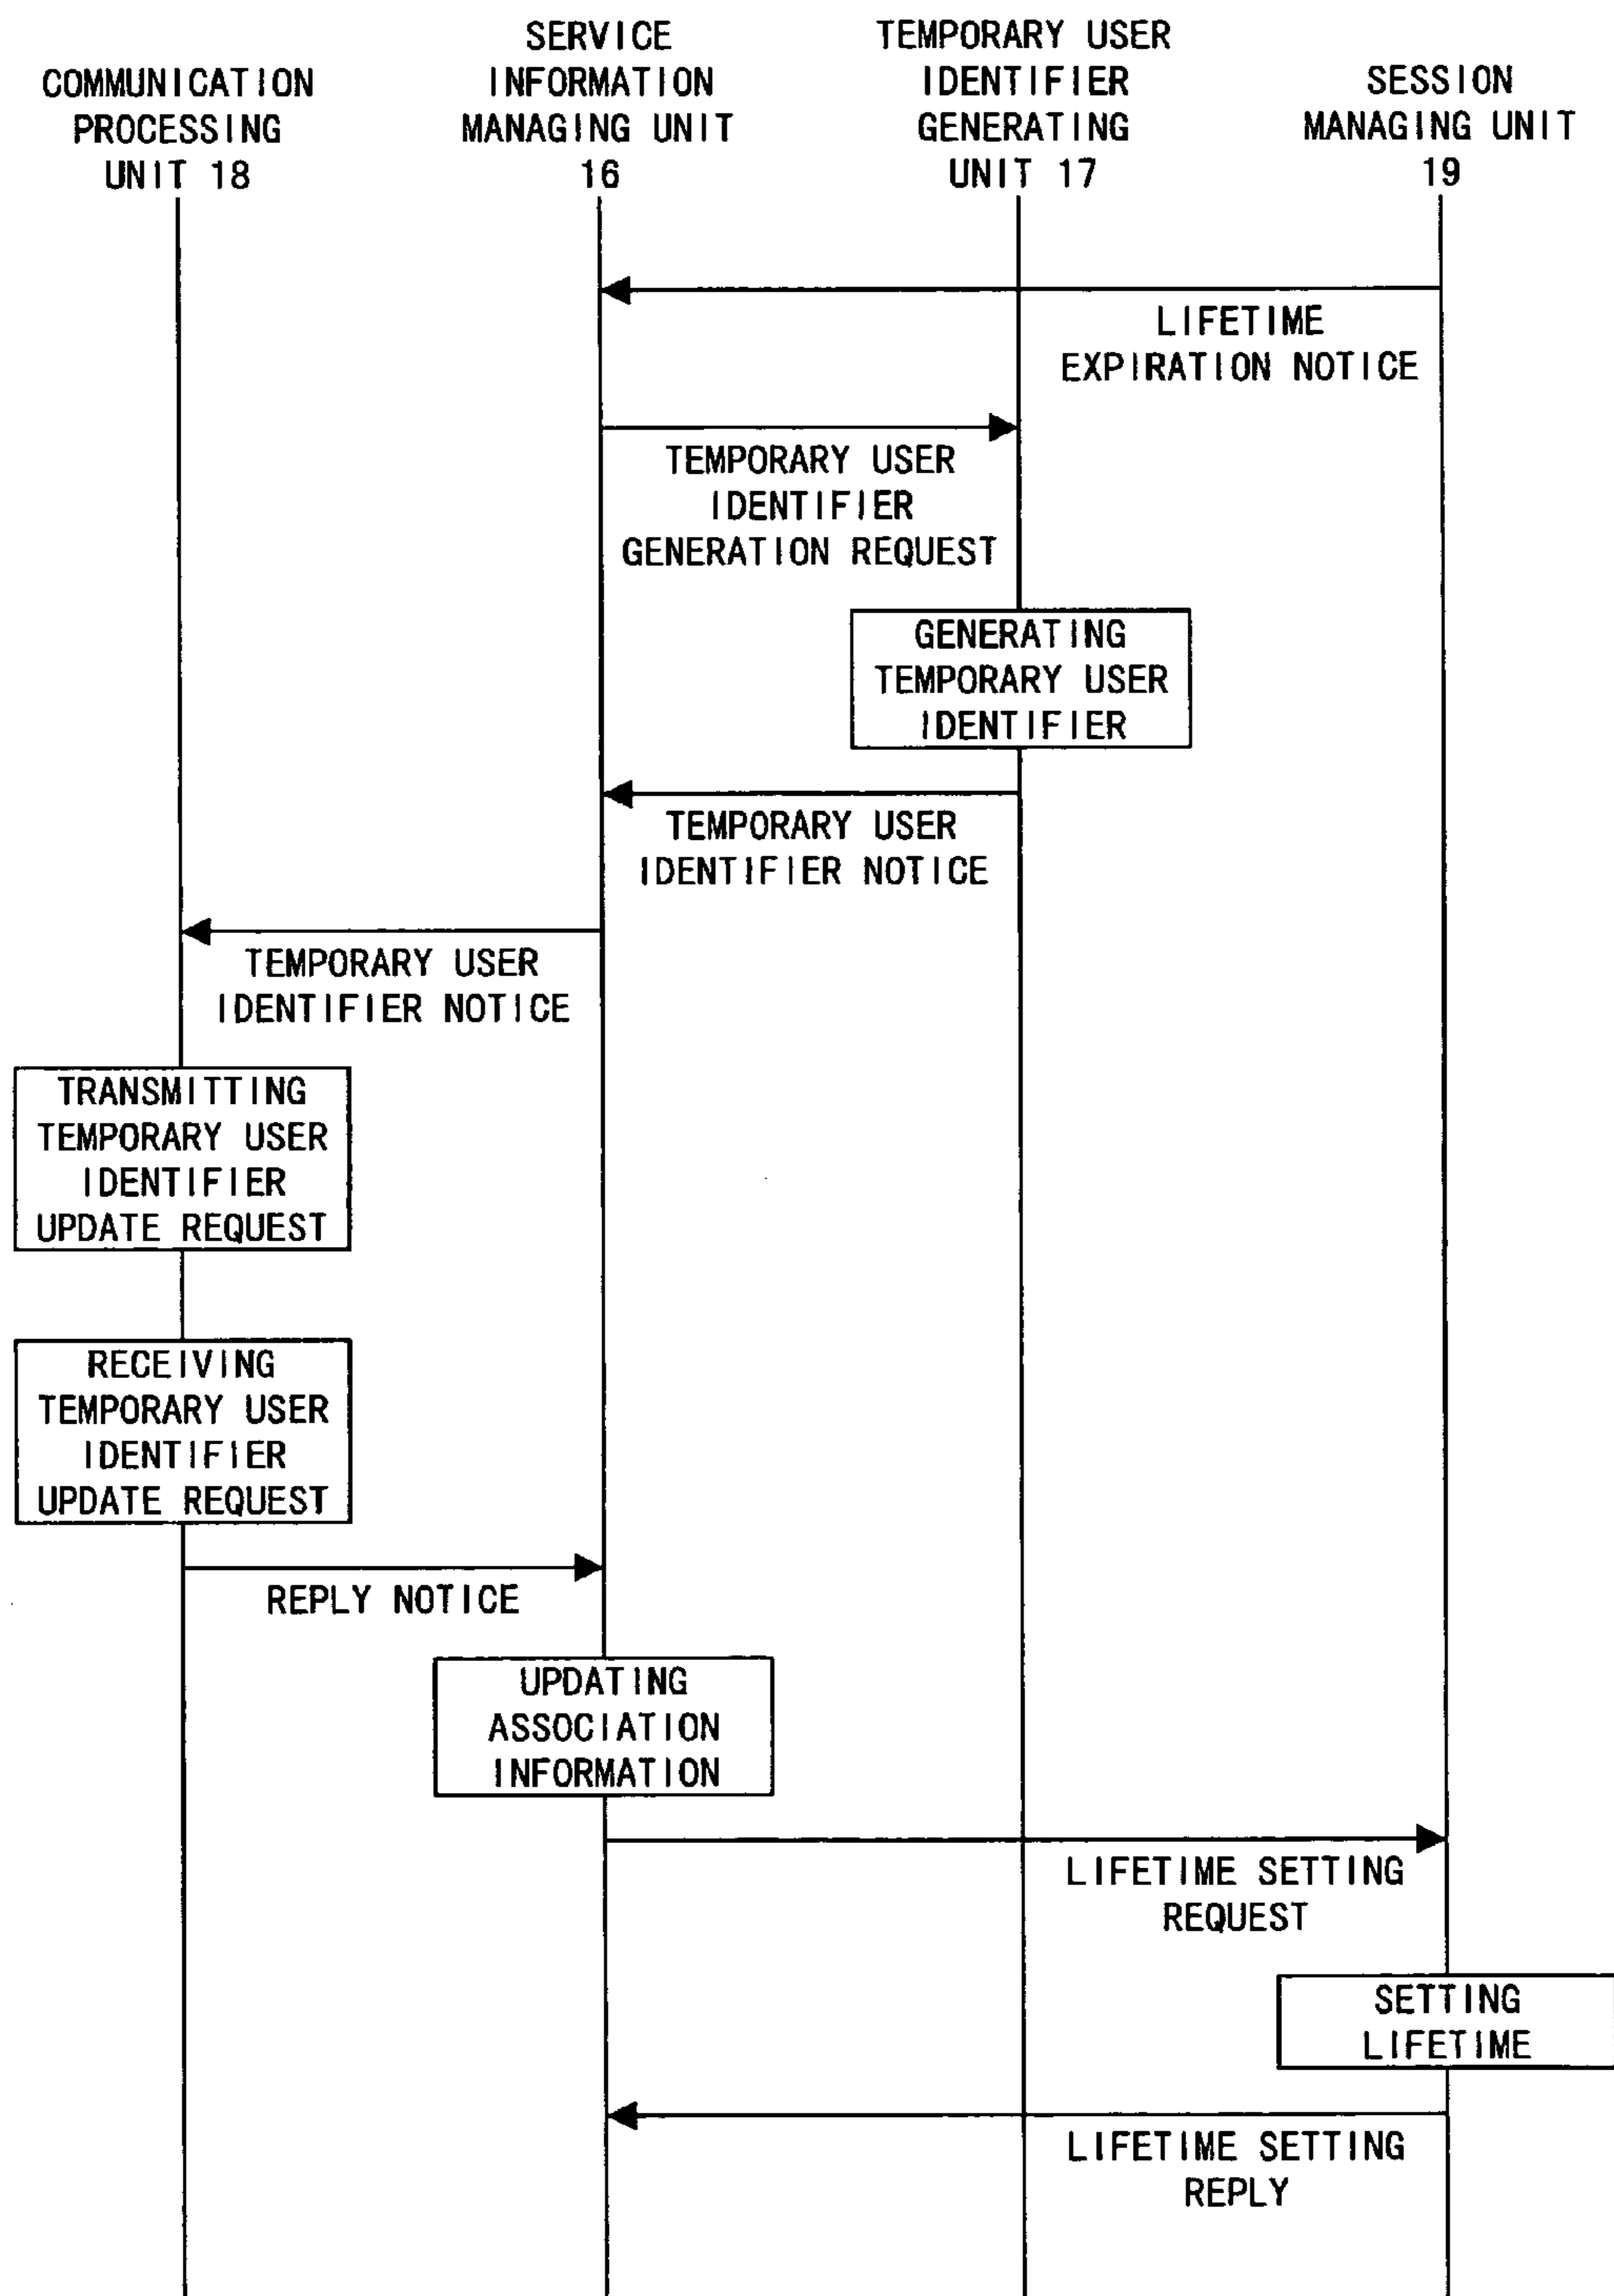 COMMUNICATION
PROCESSING
UNIT 18
SERVICE
INFORMATION
MANAGING UNIT
16
TEMPORARY USER
IDENTIFIER
GENERATING
UNIT 17
SESSION
MANAGING UNIT
19
LIFETIME
EXPIRATION NOTICE
TEMPORARY USER
IDENTIFIER
GENERATION REQUEST
GENERATING
TEMPORARY USER
IDENTIFIER
TEMPORARY USER
IDENTIFIER NOTICE
TEMPORARY USER
IDENTIFIER NOTICE
TRANSMITTING
TEMPORARY USER
IDENTIFIER
UPDATE REQUEST
RECEIVING
TEMPORARY USER
IDENTIFIER
UPDATE REQUEST
REPLY NOTICE
UPDATING
ASSOCIATION
INFORMATION
LIFETIME SETTING
REQUEST
SETTING
LIFETIME
LIFETIME SETTING
REPLY